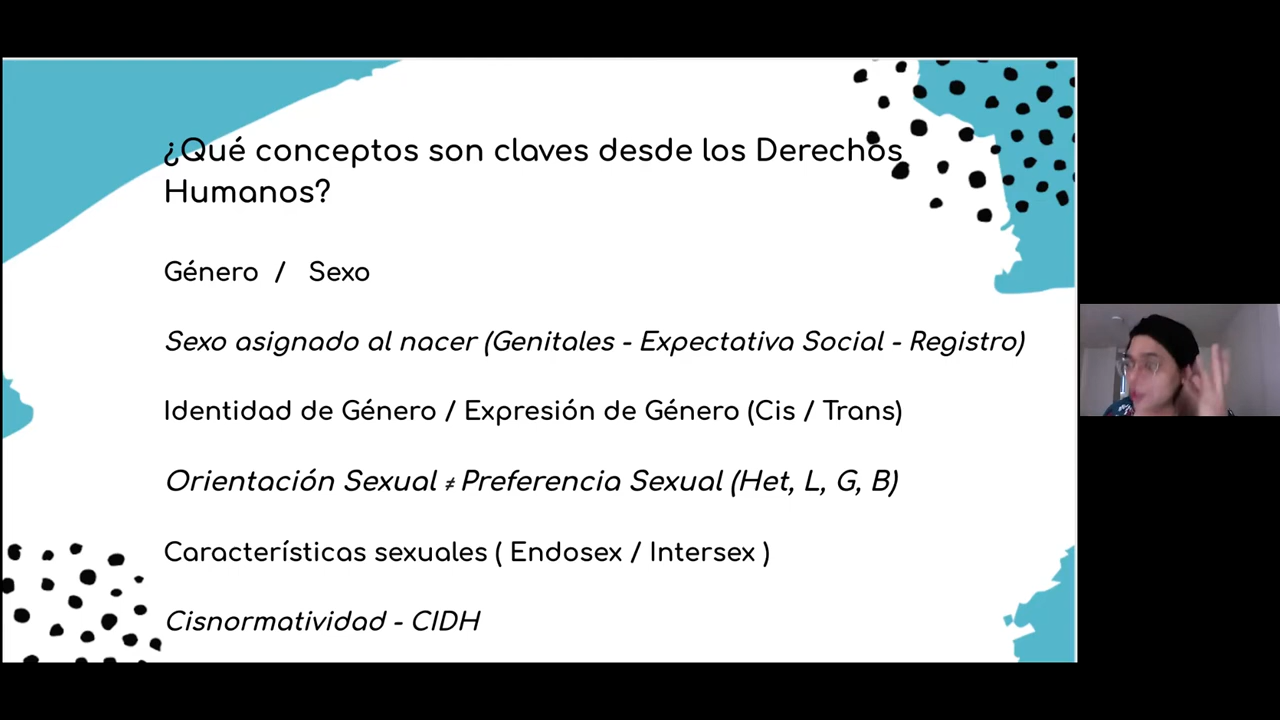 ¿Qué conceptos son claves desde los Derechos
Humanos?
Género / Sexo
Sexo asignado al nacer (Genitales - Expectativa Social - Registro)
Identidad de Género / Expresión de Género (Cis / Trans)
Orientación Sexual ≠ Preferencia Sexual (Het, L, G, B)
Características sexuales ( Endosex / Intersex )
Cisnormatividad - CIDH